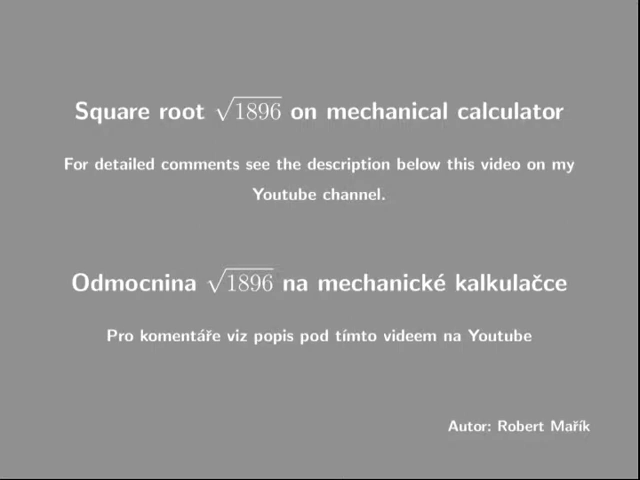 Square root √1896 on mechanical calculator
For detailed comments see the description below this video on my
Youtube channel.
Odmocnina √1896 na mechanické kalkulačce
Pro komentáře viz popis pod tímto videem na Youtube
Autor: Robert Mařík